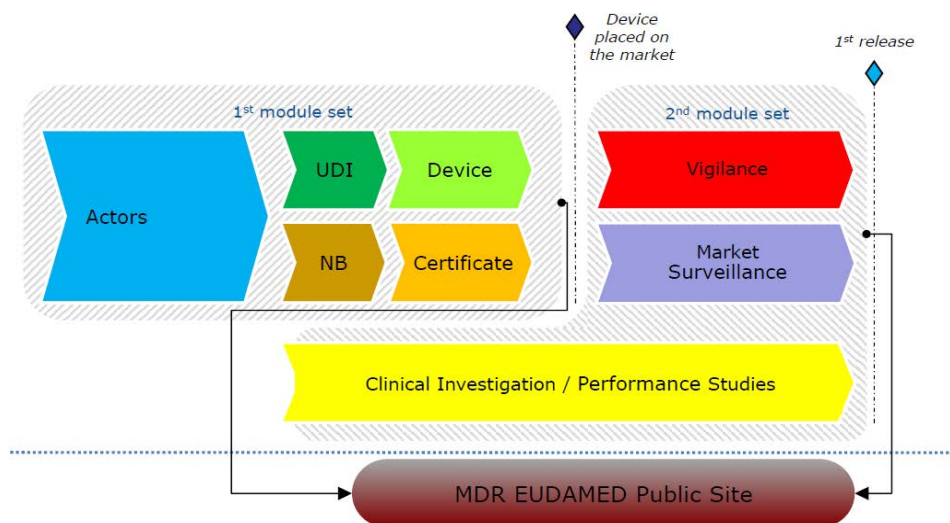 Device
placed on
the market
1st release
1st module set
2nd module set
Actors
UDI
Device
Vigilance
NB
Certificate
Market
Surveillance
Clinical Investigation / Performance Studies
MDR EUDAMED Public Site